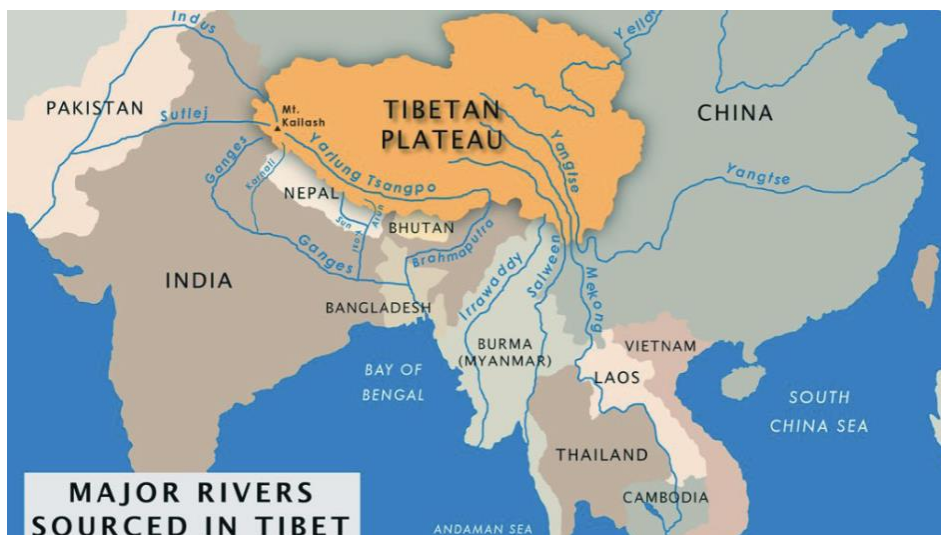 Indus
Yellow
PAKISTAN
Sutlej
Mt.
Kailash
TIBETAN
PLATEAU
CHINA
Ganges
Karnali
Yarlung Tsangpo
Yangtse
Yangtse
NEPAL
Sun
Kosi
Arun
BHUTAN
Brahmaputra
Ganges
INDIA
BANGLADESH
Irrawaddy
Salween
Mekong
BURMA
(MYANMAR)
VIETNAM
LAOS
BAY OF
BENGAL
SOUTH
CHINA SEA
THAILAND
CAMBODIA
ANDAMAN SEA
MAJOR RIVERS
SOURCED IN TIBET